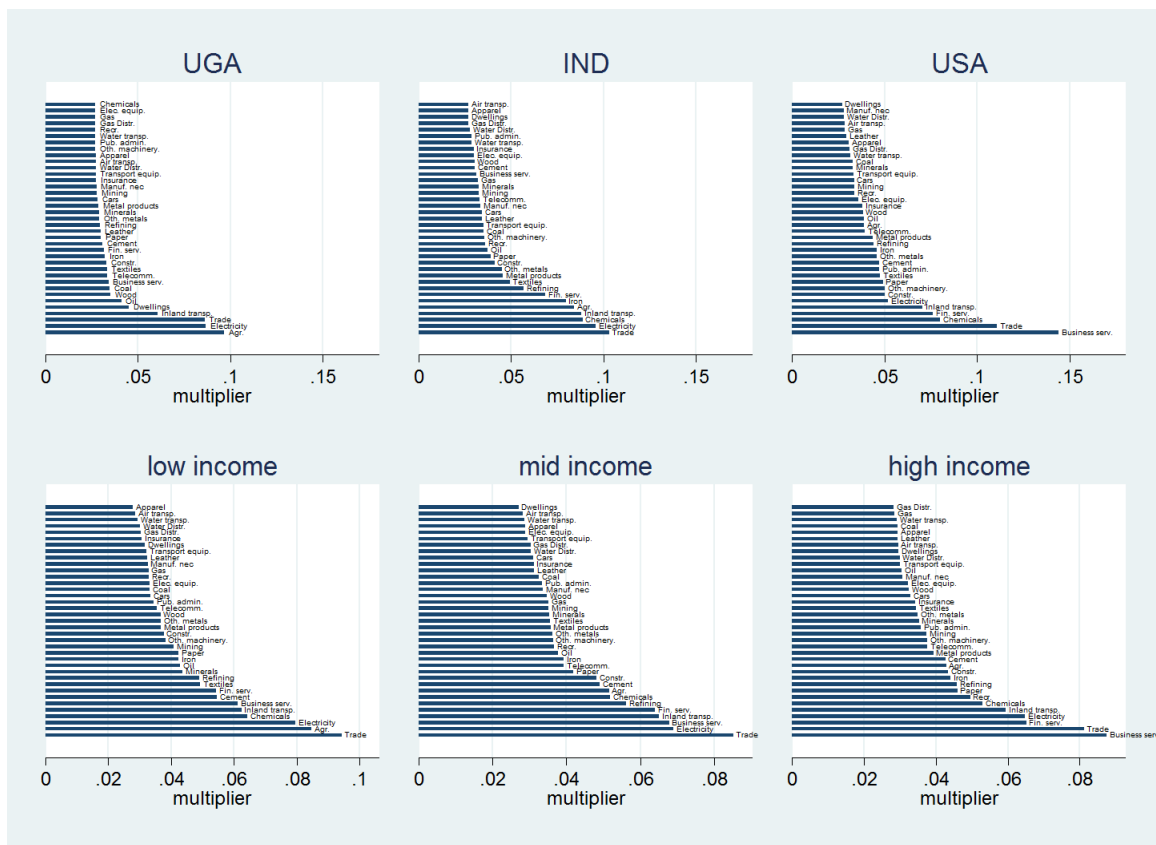 UGA
Chemicals
Elec. equip.
Gas
Gas Distr.
Recr.
Water transp.
Pub. admin.
Oth. machinery.
Apparel
Air transp.
Water Distr.
Transport equip.
Insurance
Manuf. nec
Mining
Cars
Metal products
Minerals
Oth. metals
Refining
Leather
Paper
Cement
Fin. serv.
Iron
Constr.
Textiles
Telecomm.
Business serv.
Coal
Wood
Oil
Dwellings
Inland transp.
Trade
Electricity
Agr.
0 .05 .1 .15
multiplier
IND
Air transp.
Apparel
Dwellings
Gas Distr.
Water Distr.
Pub. admin.
Water transp.
Insurance
Elec. equip.
Wood
Cement
Business serv.
Gas
Minerals
Mining
Telecomm.
Manuf. nec
Cars
Leather
Transport equip.
Coal
Oth. machinery.
Recr.
Oil
Paper
Constr.
Oth. metals
Metal products
Textiles
Refining
Fin. serv.
Iron
Agr.
Inland transp.
Chemicals
Electricity
Trade
0 .05 .1 .15
multiplier
USA
Dwellings
Manuf. nec
Water Distr.
Air transp.
Gas
Leather
Apparel
Gas Distr.
Water transp.
Coal
Minerals
Transport equip.
Cars
Mining
Recr.
Elec. equip.
Insurance
Wood
Oil
Agr.
Telecomm.
Metal products
Refining
Iron
Oth. metals
Cement
Pub. admin.
Textiles
Paper
Oth. machinery.
Constr.
Electricity
Inland transp.
Fin. serv.
Chemicals
Trade
Business serv.
0 .05 .1 .15
multiplier
low income
Apparel
Air transp.
Water transp.
Water Distr.
Gas Distr.
Insurance
Dwellings
Transport equip.
Leather
Manuf. nec
Gas
Recr.
Elec. equip.
Coal
Cars
Pub. admin.
Telecomm.
Wood
Oth. metals
Metal products
Constr.
Oth. machinery.
Mining
Paper
Iron
Oil
Minerals
Refining
Textiles
Fin. serv.
Cement
Business serv.
Inland transp.
Chemicals
Electricity
Agr.
Trade
0 .02 .04 .06 .08 .1
multiplier
mid income
Dwellings
Air transp.
Water transp.
Apparel
Elec. equip.
Transport equip.
Gas Distr.
Water Distr.
Cars
Insurance
Leather
Coal
Pub. admin.
Manuf. nec
Wood
Gas
Mining
Minerals
Textiles
Metal products
Oth. metals
Oth. machinery.
Recr.
Oil
Iron
Telecomm.
Paper
Constr.
Cement
Agr.
Chemicals
Refining
Fin. serv.
Inland transp.
Business serv.
Electricity
Trade
0 .02 .04 .06 .08
multiplier
high income
Gas Distr.
Gas
Water transp.
Coal
Apparel
Leather
Air transp.
Dwellings
Water Distr.
Transport equip.
Oil
Manuf. nec
Elec. equip.
Wood
Cars
Insurance
Textiles
Oth. metals
Minerals
Pub. admin.
Mining
Oth. machinery.
Telecomm.
Metal products
Cement
Agr.
Constr.
Iron
Refining
Paper
Recr.
Chemicals
Inland transp.
Electricity
Fin. serv.
Trade
Business serv
0 .02 .04 .06 .08
multiplier